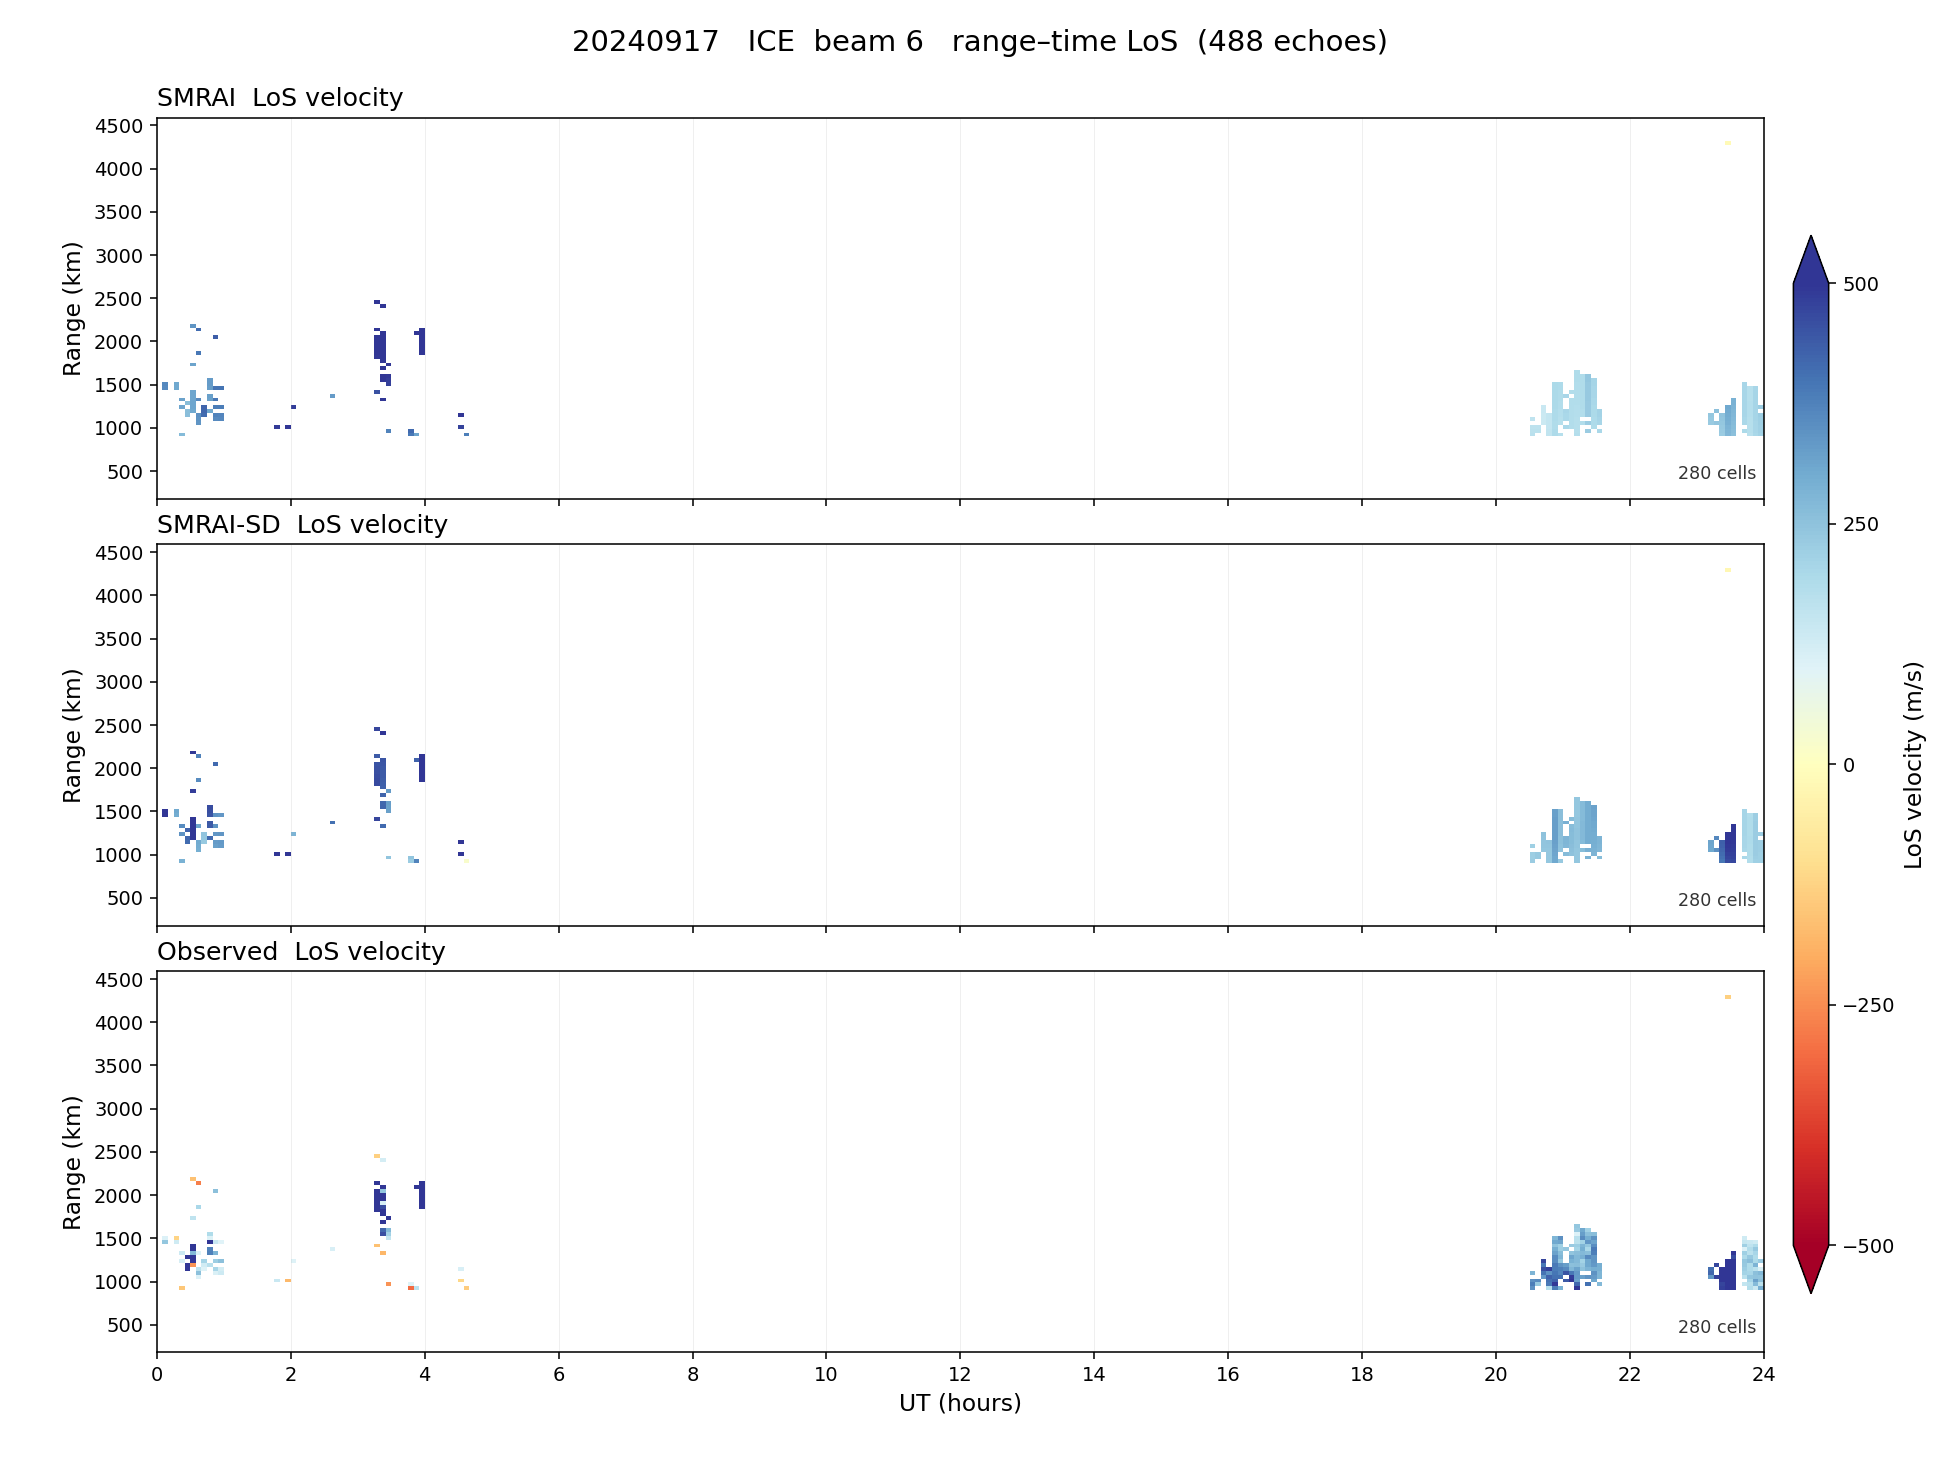 20240917   ICE  beam 6   range–time LoS  (488 echoes)
SMRAI  LoS velocity
4500
4000
3500
3000
2500
2000
1500
1000
500
Range (km)
280 cells
SMRAI-SD  LoS velocity
4500
4000
3500
3000
2500
2000
1500
1000
500
Range (km)
280 cells
Observed  LoS velocity
4500
4000
3500
3000
2500
2000
1500
1000
500
Range (km)
280 cells
0 2 4 6 8 10 12 14 16 18 20 22 24
UT (hours)
500
250
0
−250
−500
LoS velocity (m/s)